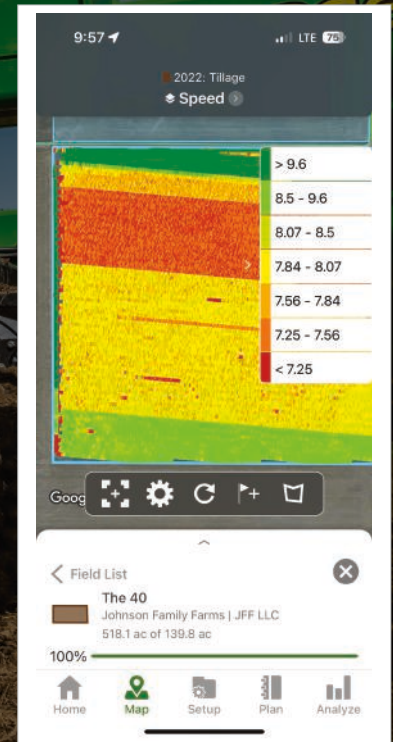 9:57
LTE 75
2022: Tillage
Speed
> 9.6
8.5 - 9.6
8.07 - 8.5
7.84 - 8.07
7.56 - 7.84
7.25 - 7.56
< 7.25
Goog
Field List
The 40
Johnson Family Farms | JFF LLC
518.1 ac of 139.8 ac
100%
Home Map Setup Plan Analyze